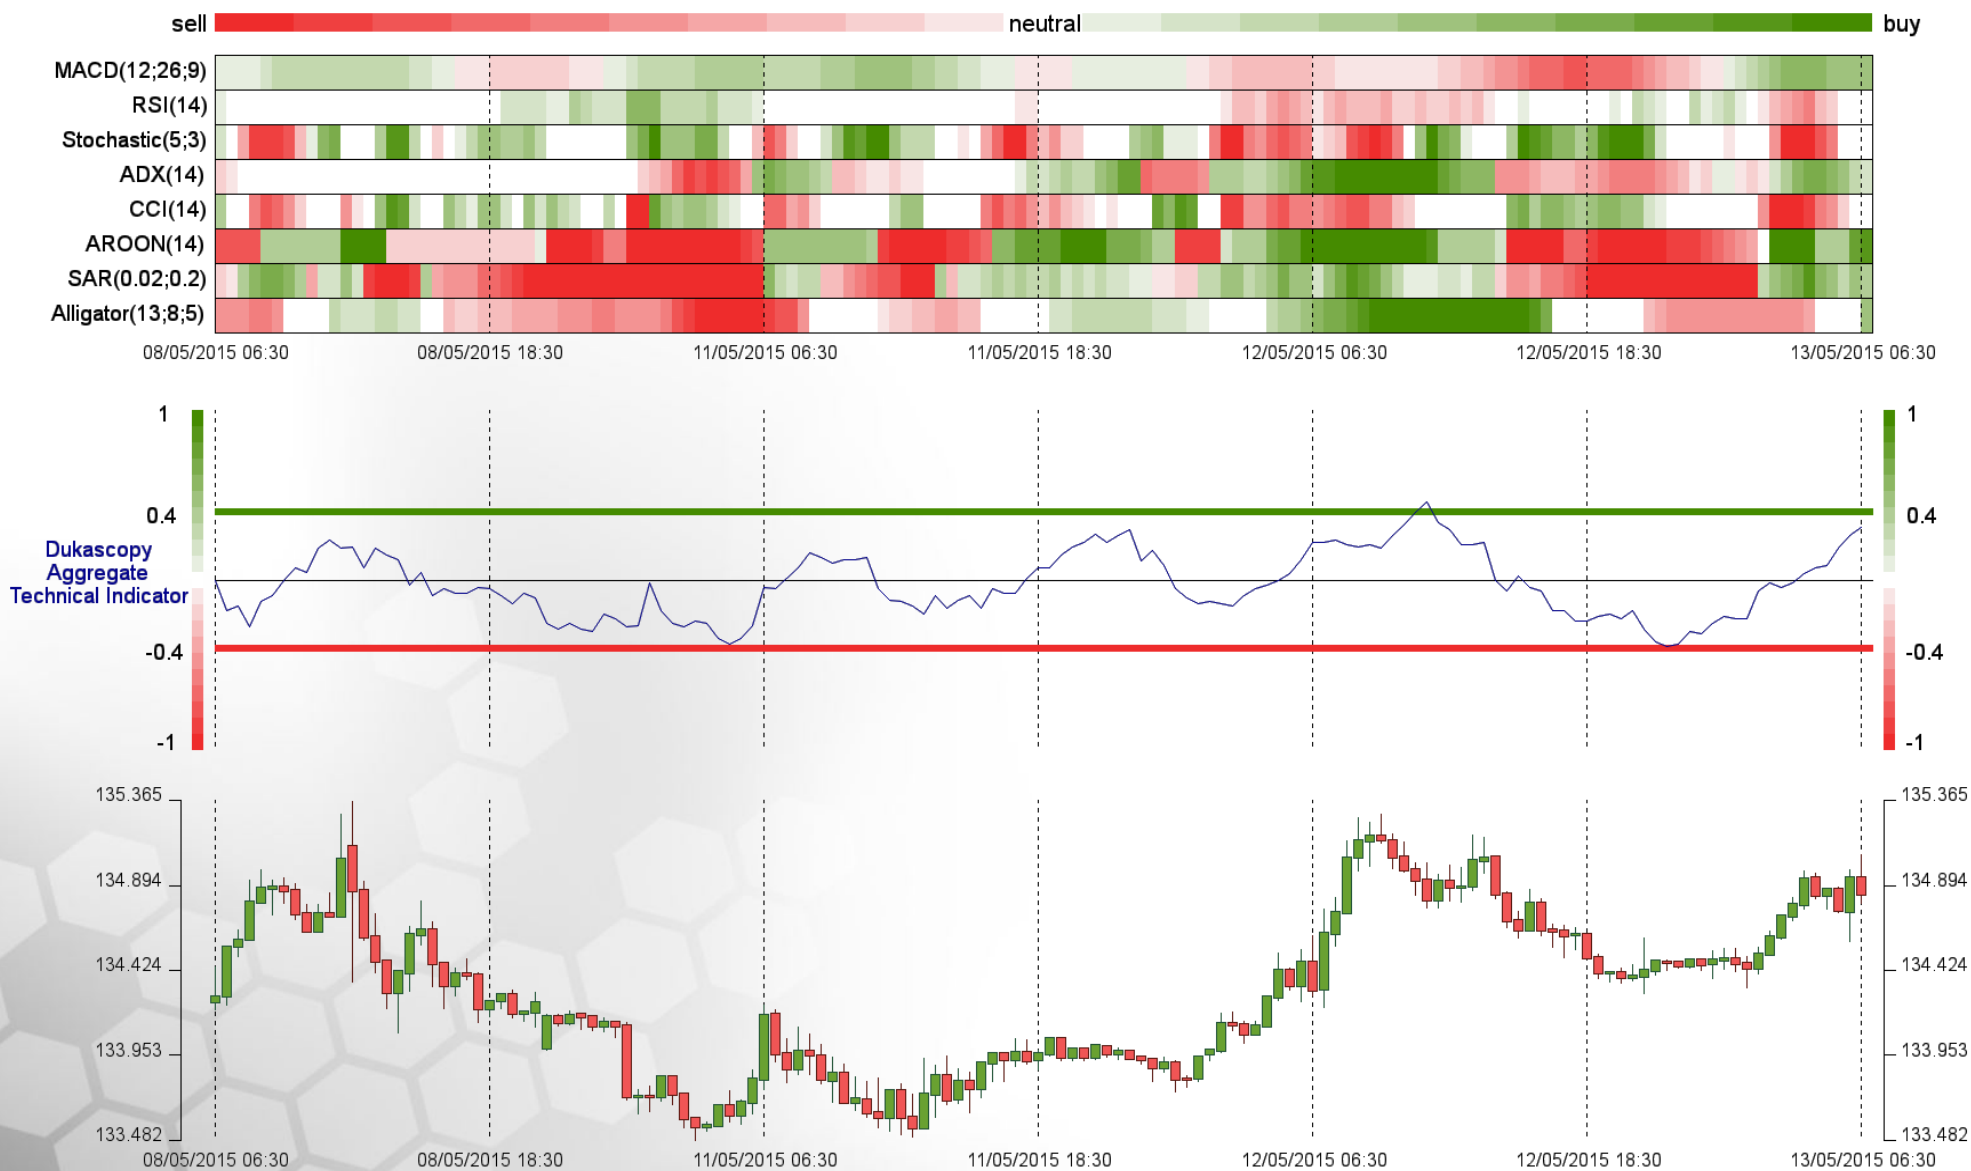 sell neutral buy
MACD(12;26;9)
RSI(14)
Stochastic(5;3)
ADX(14)
CCI(14)
AROON(14)
SAR(0.02;0.2)
Alligator(13;8;5)
08/05/2015 06:30 08/05/2015 18:30 11/05/2015 06:30 11/05/2015 18:30 12/05/2015 06:30 12/05/2015 18:30 13/05/2015 06:30
1 1
0.4 0.4
Dukascopy
Aggregate
Technical Indicator
-0.4 -0.4
-1 -1
135.365 135.365
134.894 134.894
134.424 134.424
133.953 133.953
133.482 133.482
08/05/2015 06:30 08/05/2015 18:30 11/05/2015 06:30 11/05/2015 18:30 12/05/2015 06:30 12/05/2015 18:30 13/05/2015 06:30